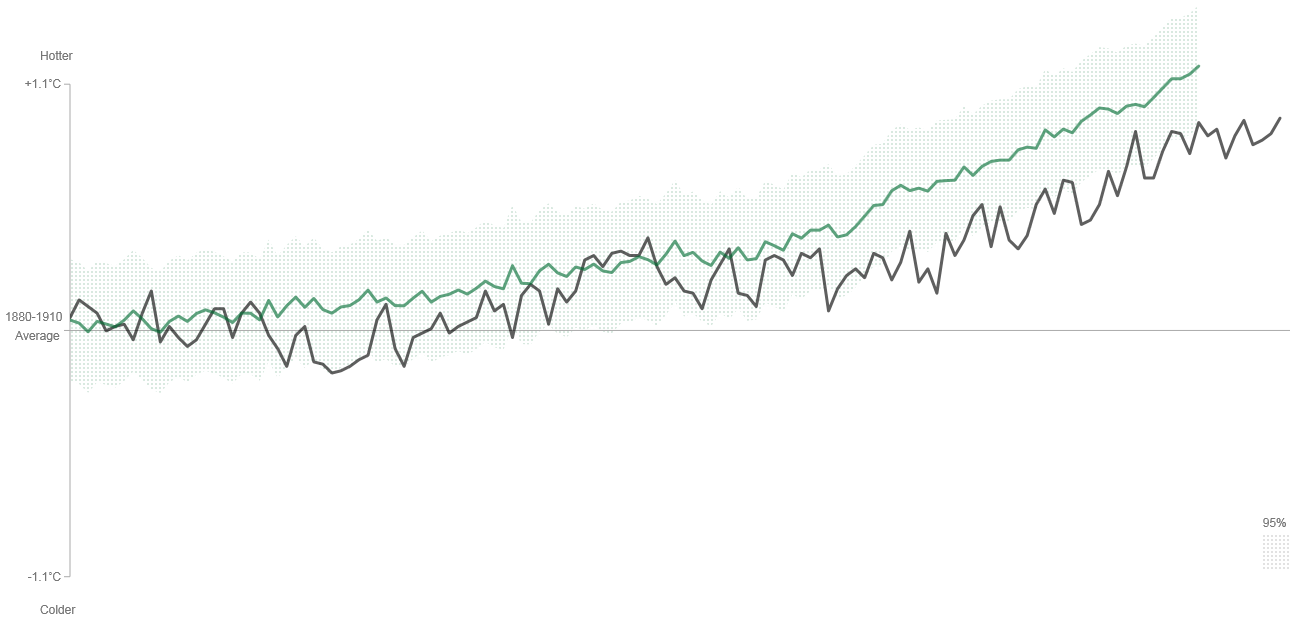 Hotter
+1.1°C
1880-1910
Average
95%
-1.1°C
Colder